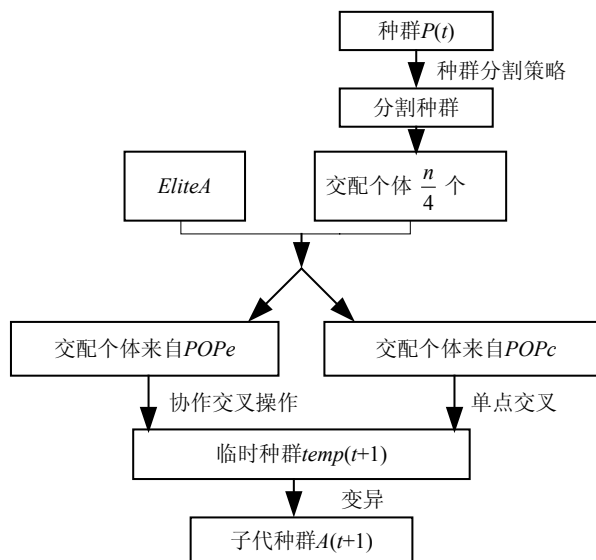 种群P(t)
种群分割策略
分割种群
EliteA
交配个体 n/4 个
交配个体来自POPe
交配个体来自POPc
协作交叉操作
单点交叉
临时种群temp(t+1)
变异
子代种群A(t+1)